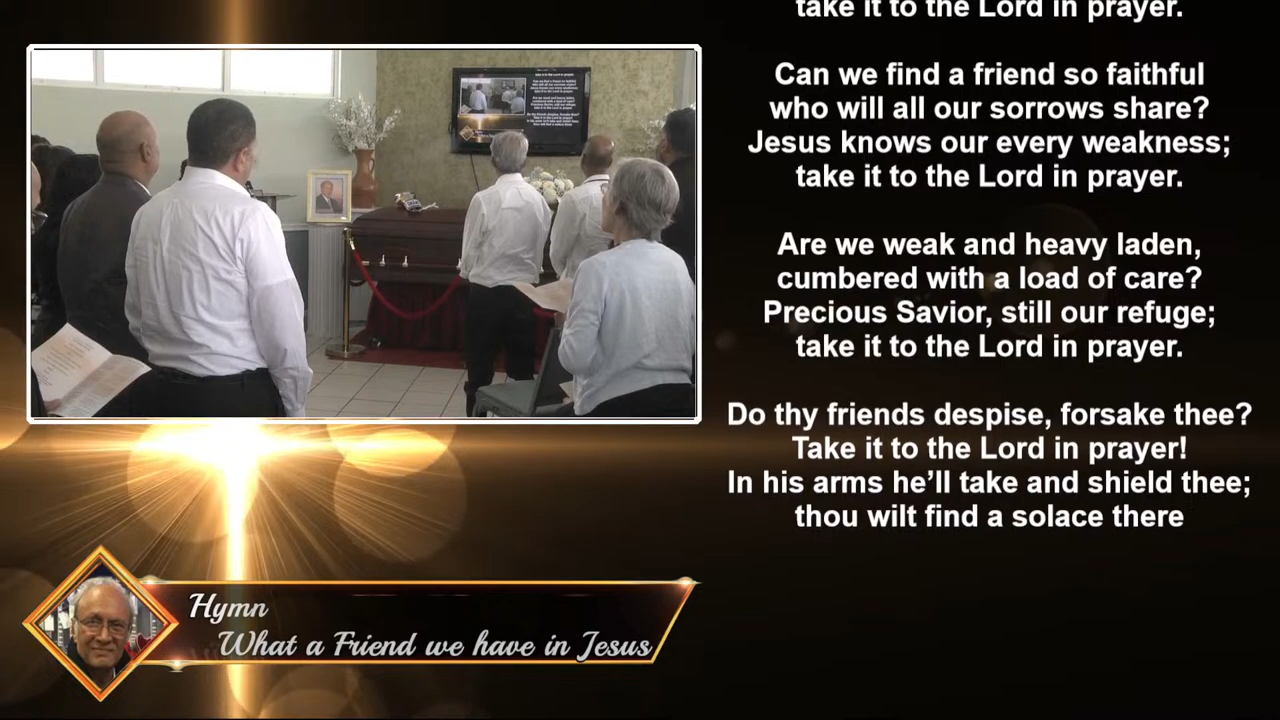 take it to the Lord in prayer.
Can we find a friend so faithful
who will all our sorrows share?
Jesus knows our every weakness;
take it to the Lord in prayer.
Are we weak and heavy laden,
cumbered with a load of care?
Precious Savior, still our refuge;
take it to the Lord in prayer.
Do thy friends despise, forsake thee?
Take it to the Lord in prayer!
In his arms he’ll take and shield thee;
thou wilt find a solace there
Hymn
What a Friend we have in Jesus